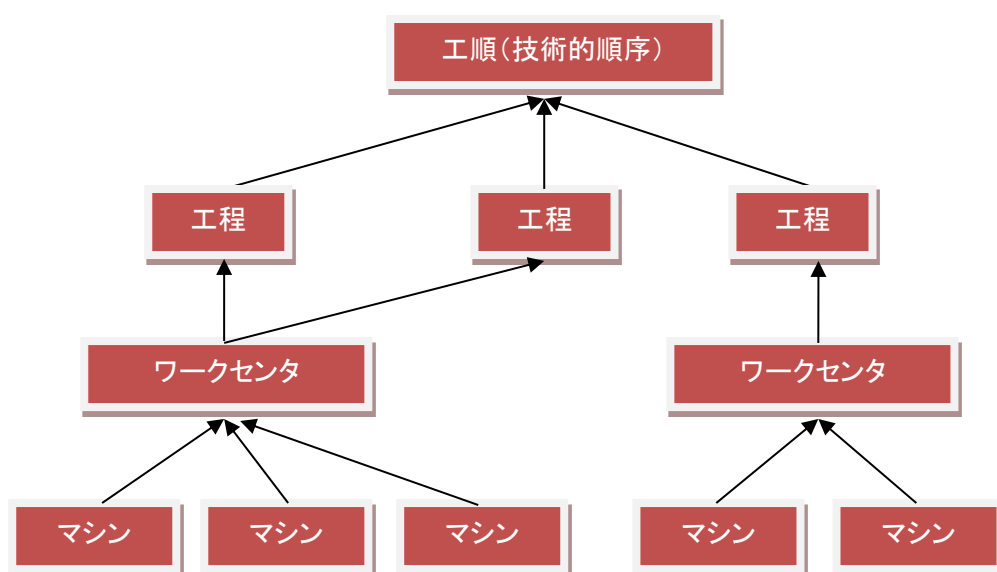 工順(技術的順序)
工程
工程
工程
ワークセンタ
ワークセンタ
マシン
マシン
マシン
マシン
マシン